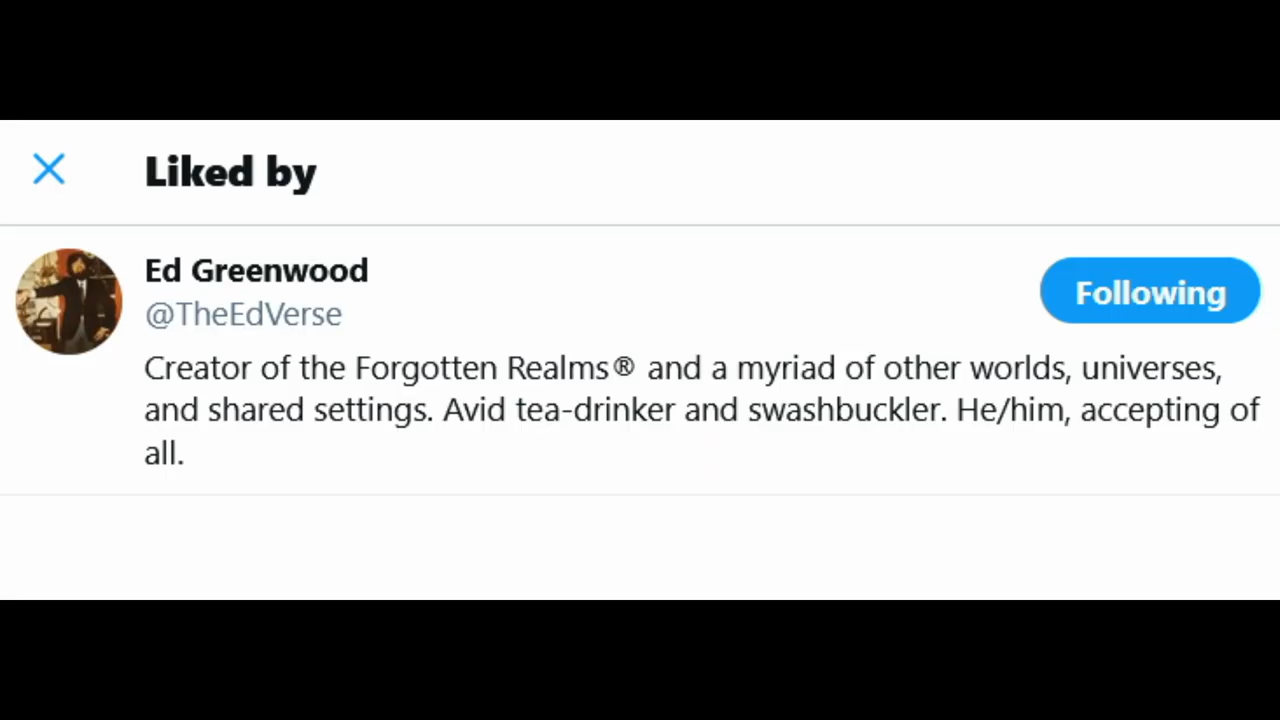 Liked by
Ed Greenwood
@TheEdVerse
Following
Creator of the Forgotten Realms® and a myriad of other worlds, universes,
and shared settings. Avid tea-drinker and swashbuckler. He/him, accepting of
all.